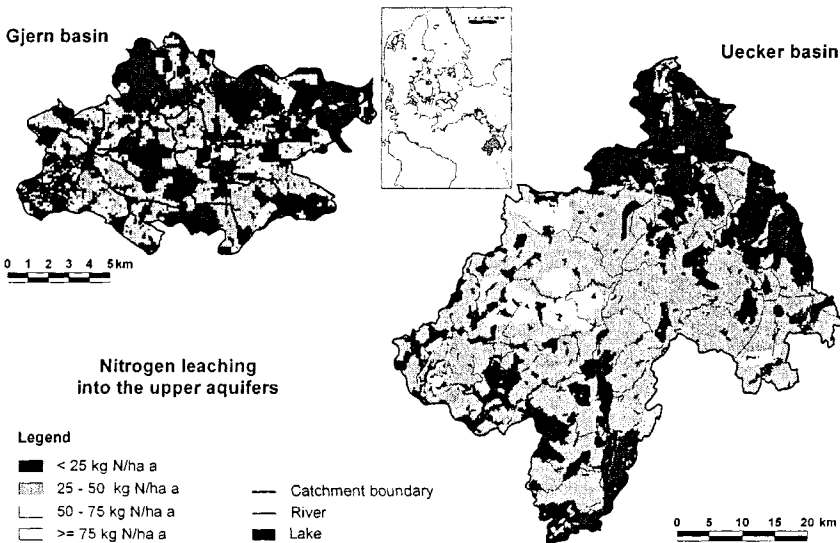 Gjern basin
Uecker basin
0 1 2 3 4 5 km
Nitrogen leaching
into the upper aquifers
Legend
< 25 kg N/ha a
25 - 50 kg N/ha a
50 - 75 kg N/ha a
>= 75 kg N/ha a
Catchment boundary
River
Lake
0 5 10 15 20 km